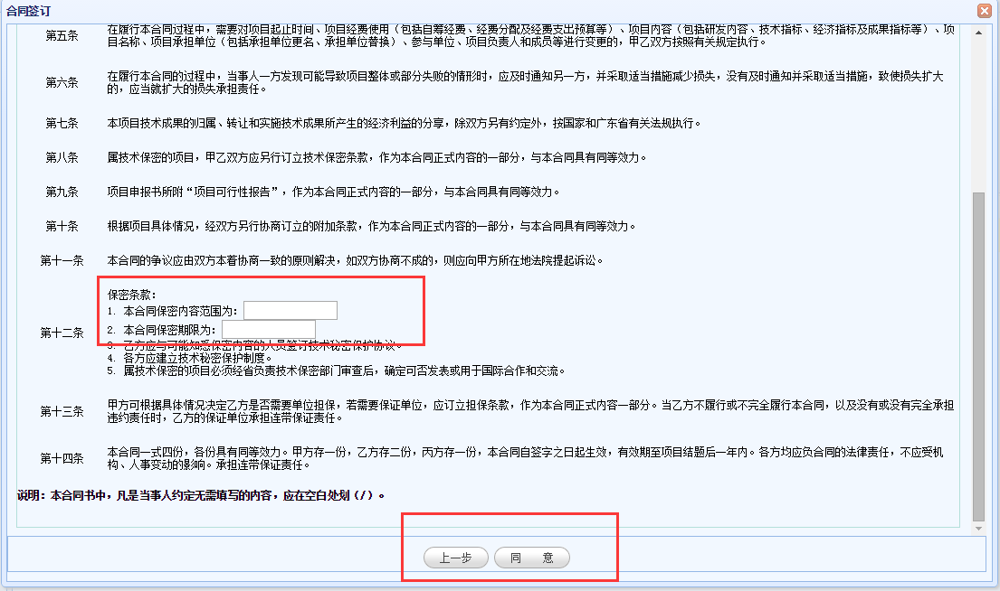 合同签订
第五条
在履行本合同过程中，需要对项目起止时间、项目经费使用（包括自筹经费、经费分配及经费支出预算等）、项目内容（包括研发内容、技术指标、经济指标及成果指标等）、项
目名称、项目承担单位（包括承担单位更名、承担单位替换）、参与单位、项目负责人和成员等进行变更的，甲乙双方按照有关规定执行。
第六条
在履行本合同的过程中，当事人一方发现可能导致项目整体或部分失败的情形时，应及时通知另一方，并采取适当措施减少损失，没有及时通知并采取适当措施，致使损失扩大
的，应当就扩大的损失承担责任。
第七条
本项目技术成果的归属、转让和实施技术成果所产生的经济利益的分享，除双方另有约定外，按国家和广东省有关法规执行。
第八条
属技术保密的项目，甲乙双方应另行订立技术保密条款，作为本合同正式内容的一部分，与本合同具有同等效力。
第九条
项目申报书所附“项目可行性报告”，作为本合同正式内容的一部分，与本合同具有同等效力。
第十条
根据项目具体情况，经双方另行协商订立的附加条款，作为本合同正式内容的一部分，与本合同具有同等效力。
第十一条
本合同的争议应由双方本着协商一致的原则解决，如双方协商不成的，则应向甲方所在地法院提起诉讼。
第十二条
保密条款：
1. 本合同保密内容范围为：
2. 本合同保密期限为：
3. 乙方应与可能知悉保密内容的人员签订技术秘密保护协议。
4. 各方应建立技术秘密保护制度。
5. 属技术保密的项目必须经省负责技术保密部门审查后，确定可否发表或用于国际合作和交流。
第十三条
甲方可根据具体情况决定乙方是否需要单位担保，若需要保证单位，应订立担保条款，作为本合同正式内容一部分。当乙方不履行或不完全履行本合同，以及没有或没有完全承担
违约责任时，乙方的保证单位承担连带保证责任。
第十四条
本合同一式四份，各份具有同等效力。甲方存一份，乙方存二份，丙方存一份，本合同自签字之日起生效，有效期至项目结题后一年内。各方均应负合同的法律责任，不应受机
构、人事变动的影响。承担连带保证责任。
说明：本合同书中，凡是当事人约定无需填写的内容，应在空白处划（/）。
上一步
同 意